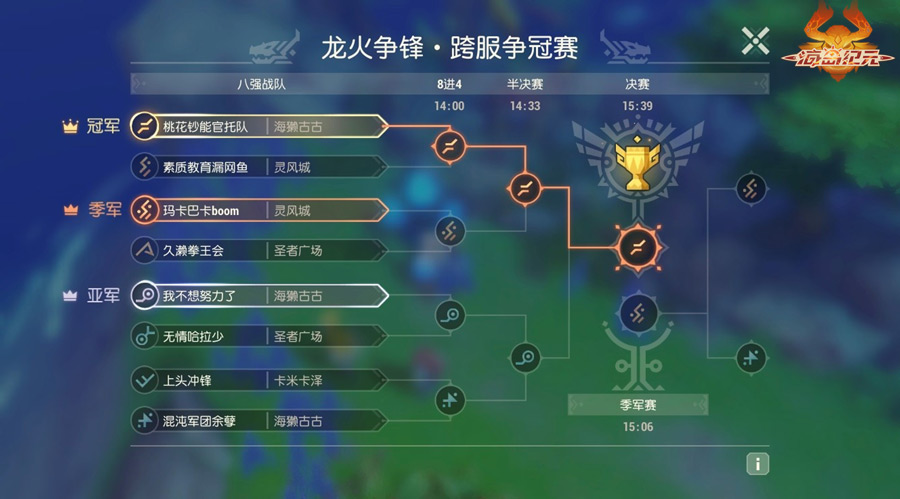 龙火争锋·跨服争冠赛
八强战队 8进4 半决赛 决赛
14:00 14:33 15:39
冠军 桃花钞能官托队 海獭古古
素质教育漏网鱼 灵风城
季军 玛卡巴卡boom 灵风城
久濑拳王会 圣者广场
亚军 我不想努力了 海獭古古
无情哈拉少 圣者广场
上头冲锋 卡米卡泽
混沌军团余孽 海獭古古
季军赛
15:06
i